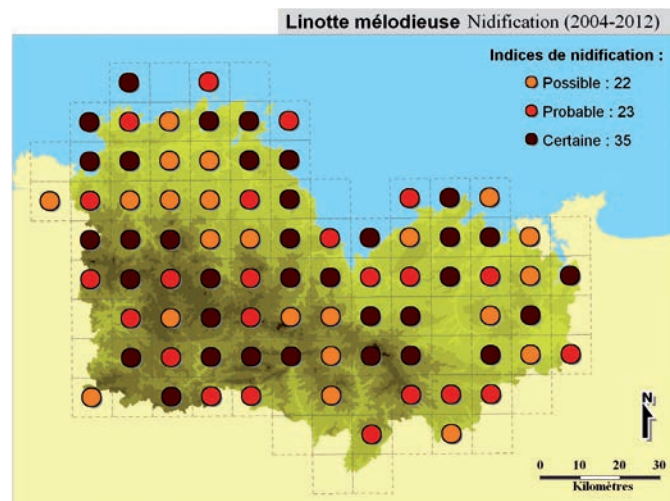 Linotte mélodieuse Nidification (2004-2012)
Indices de nidification :
Possible : 22
Probable : 23
Certaine : 35
N
0 10 20 30
Kilomètres